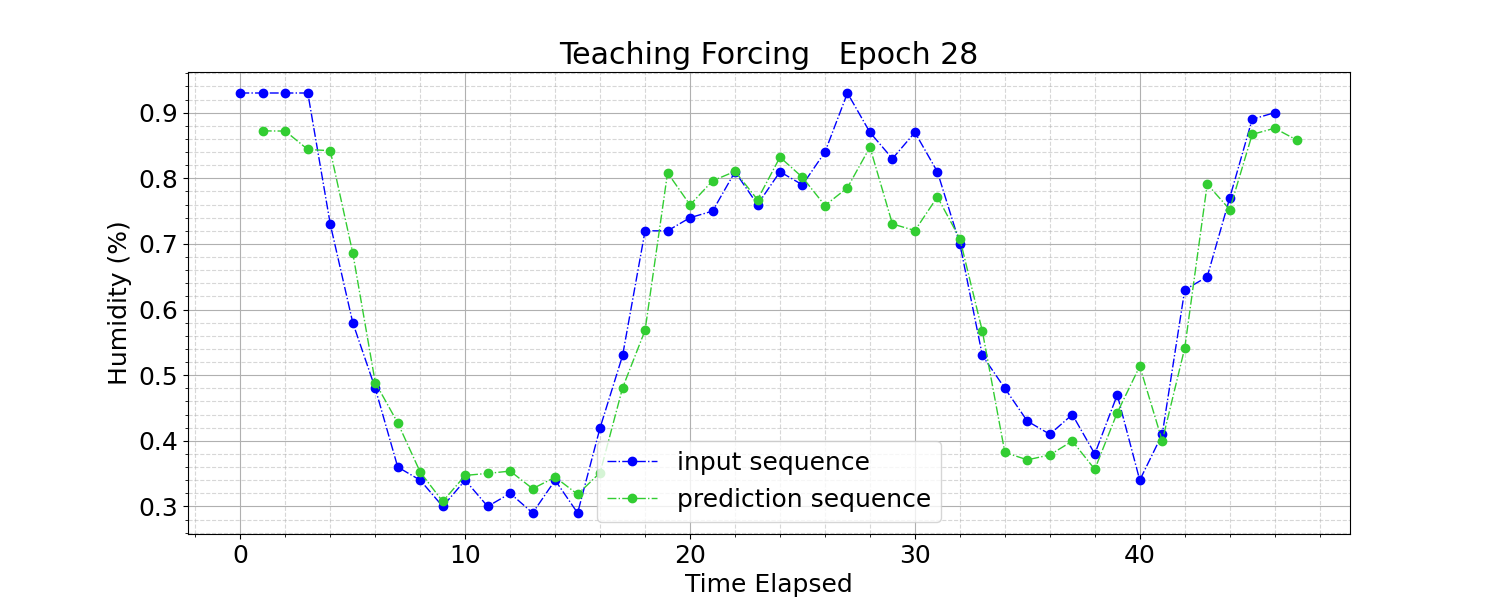 Teaching Forcing   Epoch 28
0.9
0.8
0.7
0.6
0.5
0.4
0.3
Humidity (%)
input sequence
prediction sequence
0 10 20 30 40
Time Elapsed